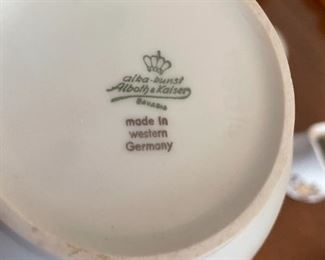 alka-kunst
Alboth & Kaiser
BAVARIA
made in
western
Germany